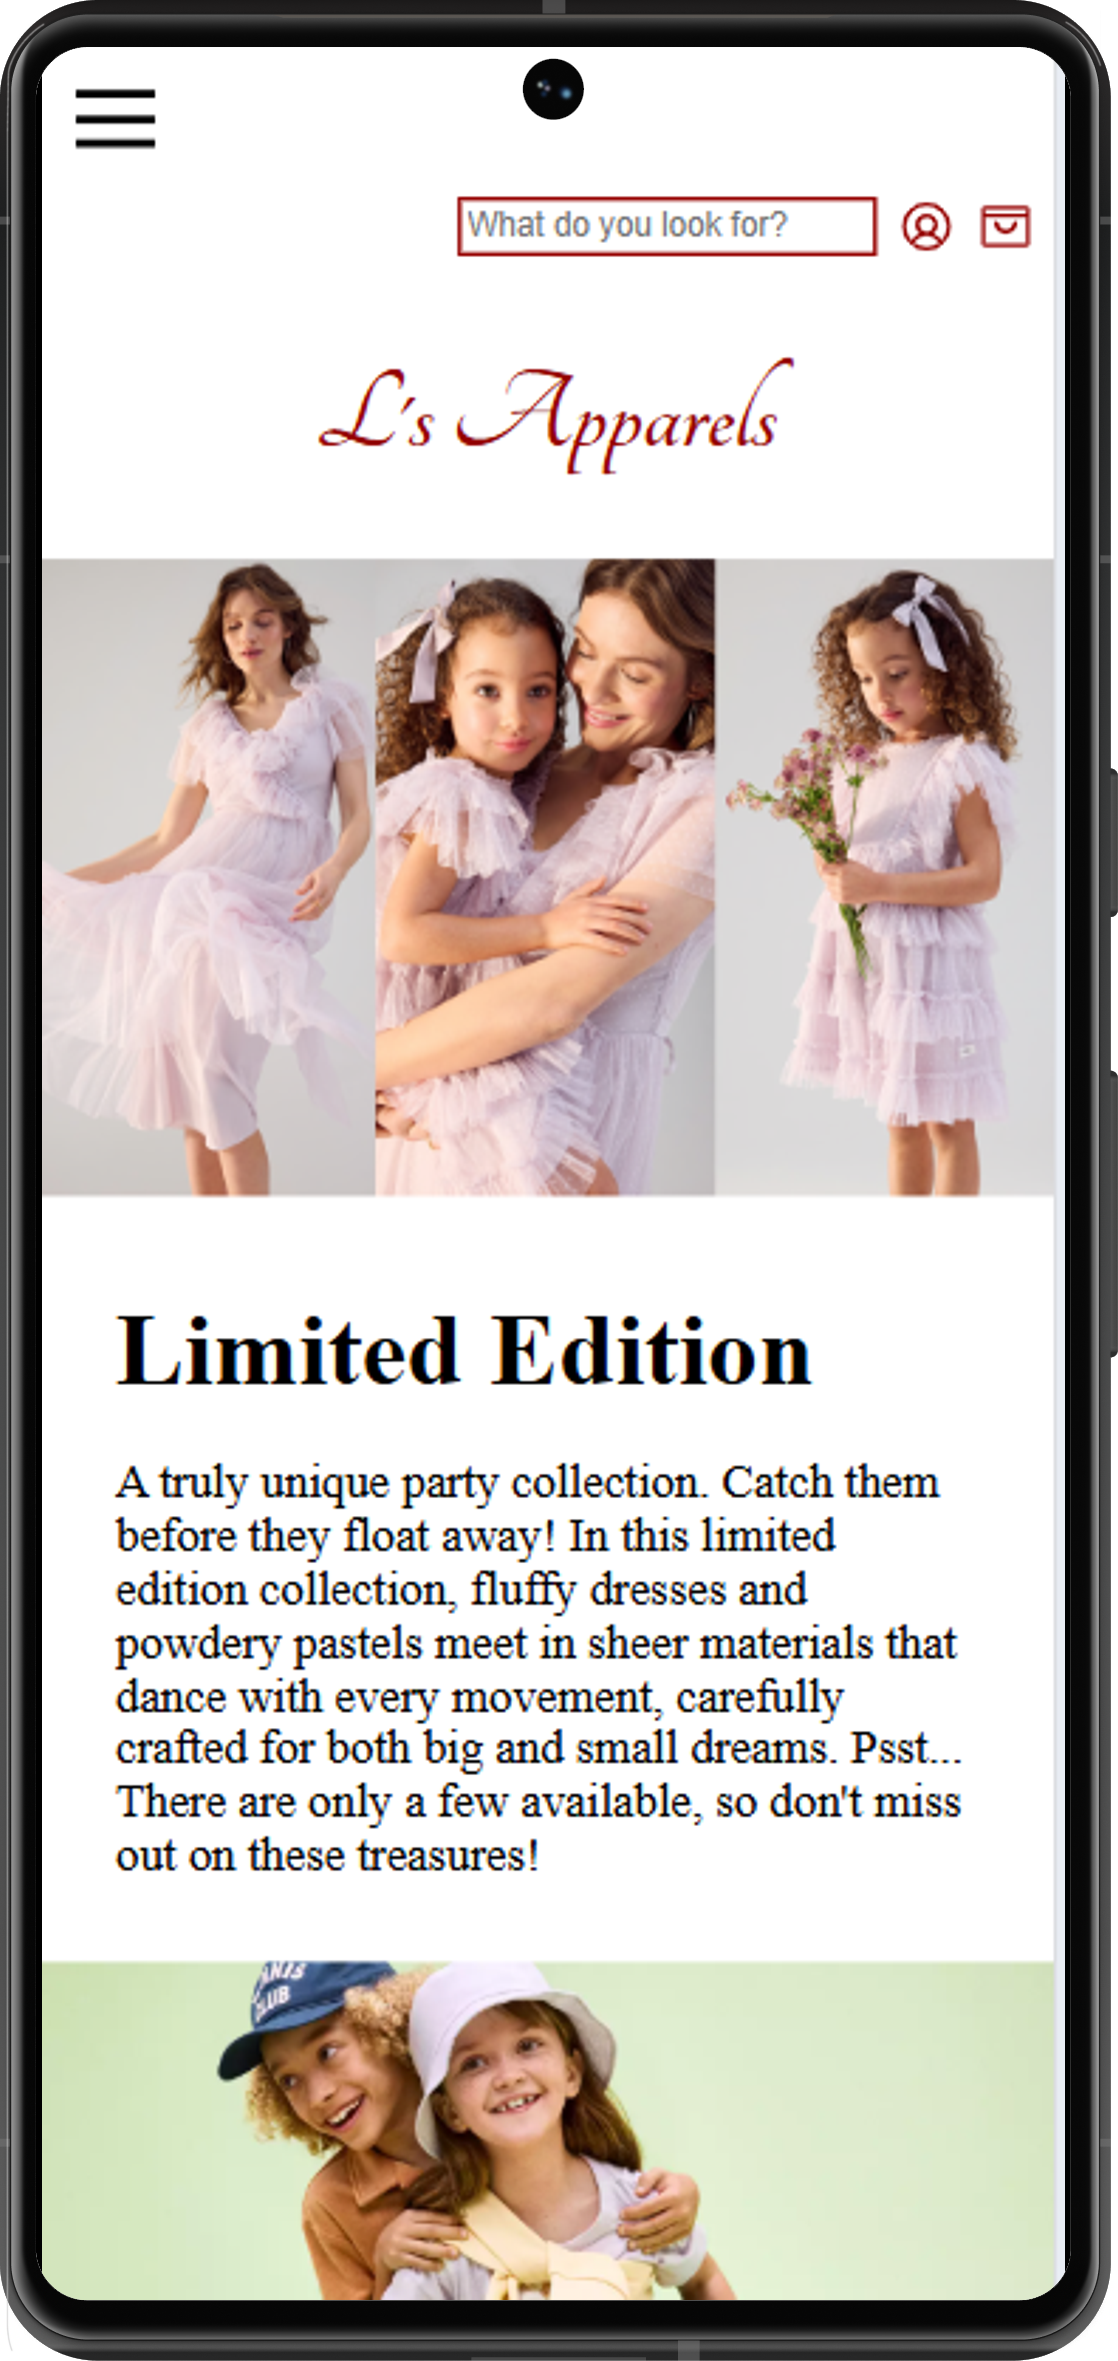 What do you look for?
L's Apparels
Limited Edition
A truly unique party collection. Catch them
before they float away! In this limited
edition collection, fluffy dresses and
powdery pastels meet in sheer materials that
dance with every movement, carefully
crafted for both big and small dreams. Psst...
There are only a few available, so don't miss
out on these treasures!
CLUB